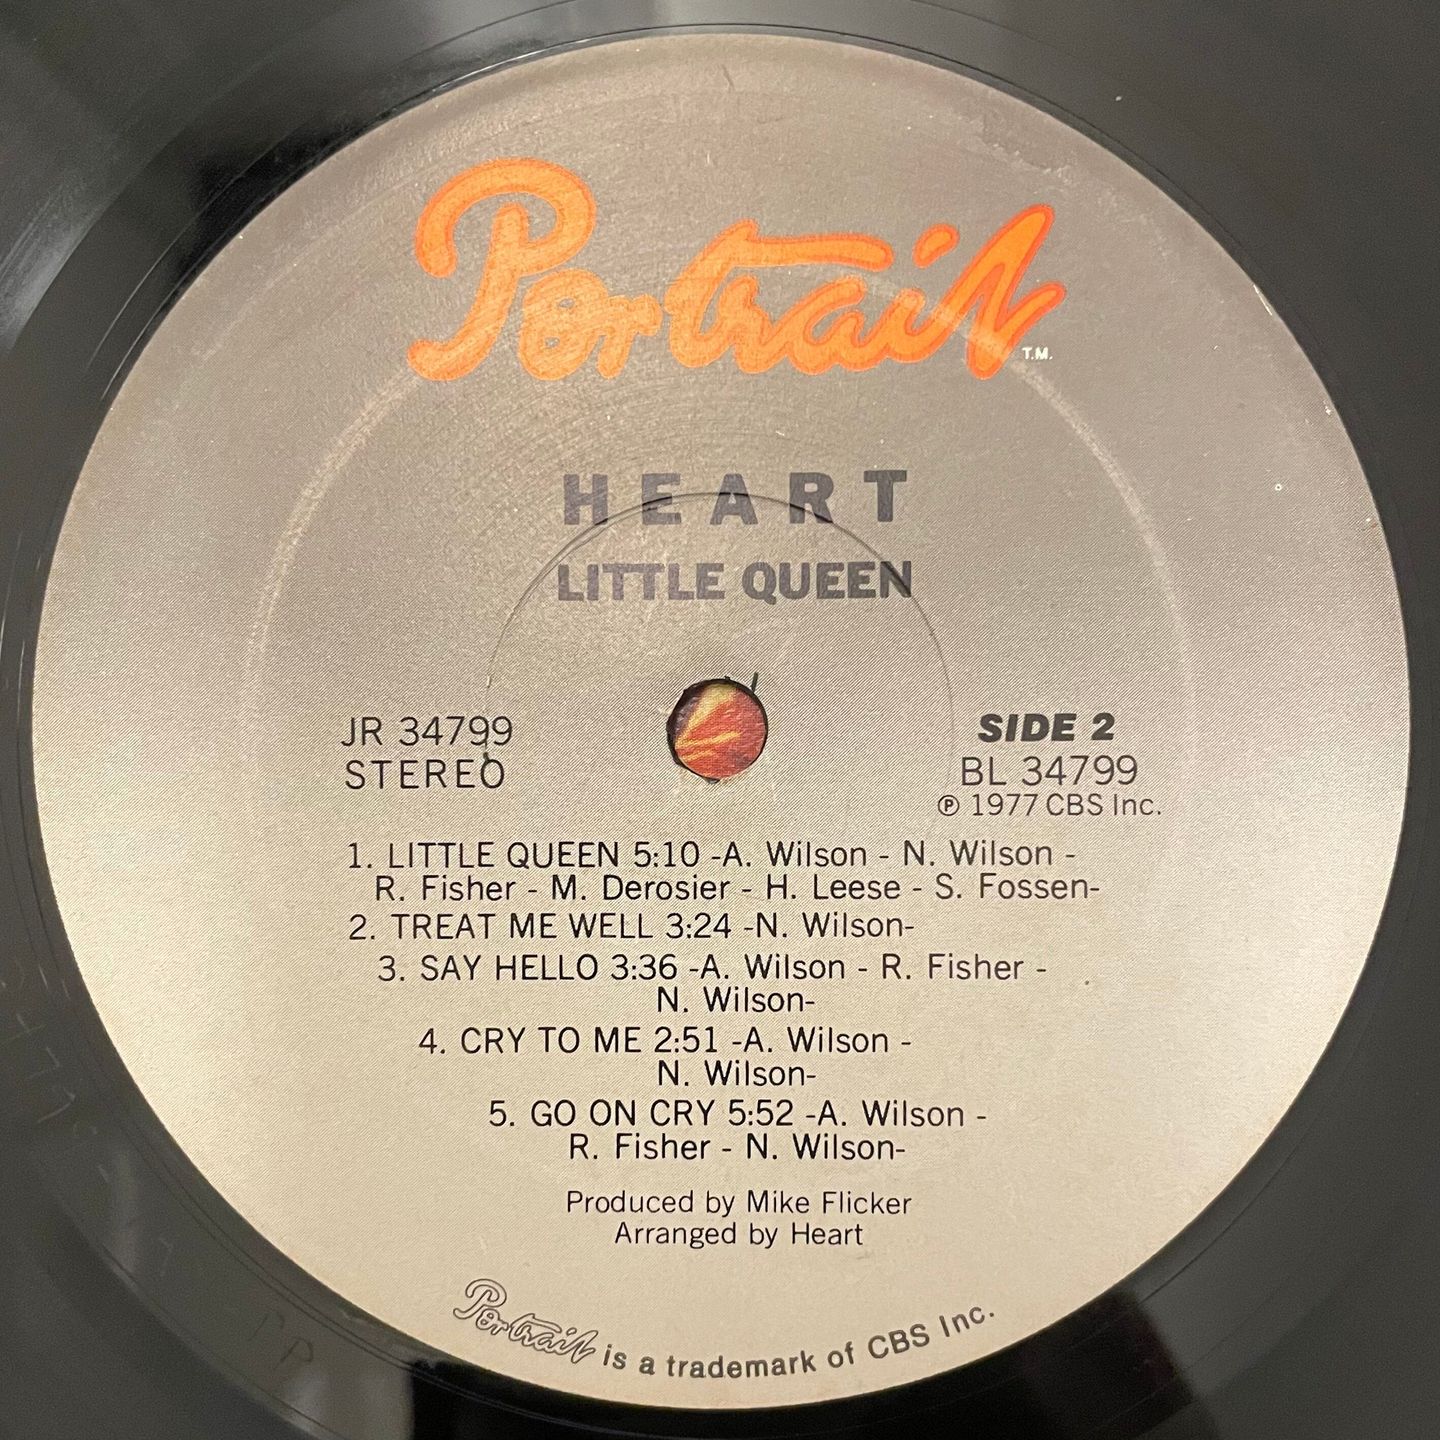 Portrait T.M.
HEART
LITTLE QUEEN
JR 34799
STEREO
SIDE 2
BL 34799
℗ 1977 CBS Inc.
1. LITTLE QUEEN 5:10 -A. Wilson - N. Wilson -
R. Fisher - M. Derosier - H. Leese - S. Fossen-
2. TREAT ME WELL 3:24 -N. Wilson-
3. SAY HELLO 3:36 -A. Wilson - R. Fisher -
N. Wilson-
4. CRY TO ME 2:51 -A. Wilson -
N. Wilson-
5. GO ON CRY 5:52 -A. Wilson -
R. Fisher - N. Wilson-
Produced by Mike Flicker
Arranged by Heart
Portrait is a trademark of CBS Inc.